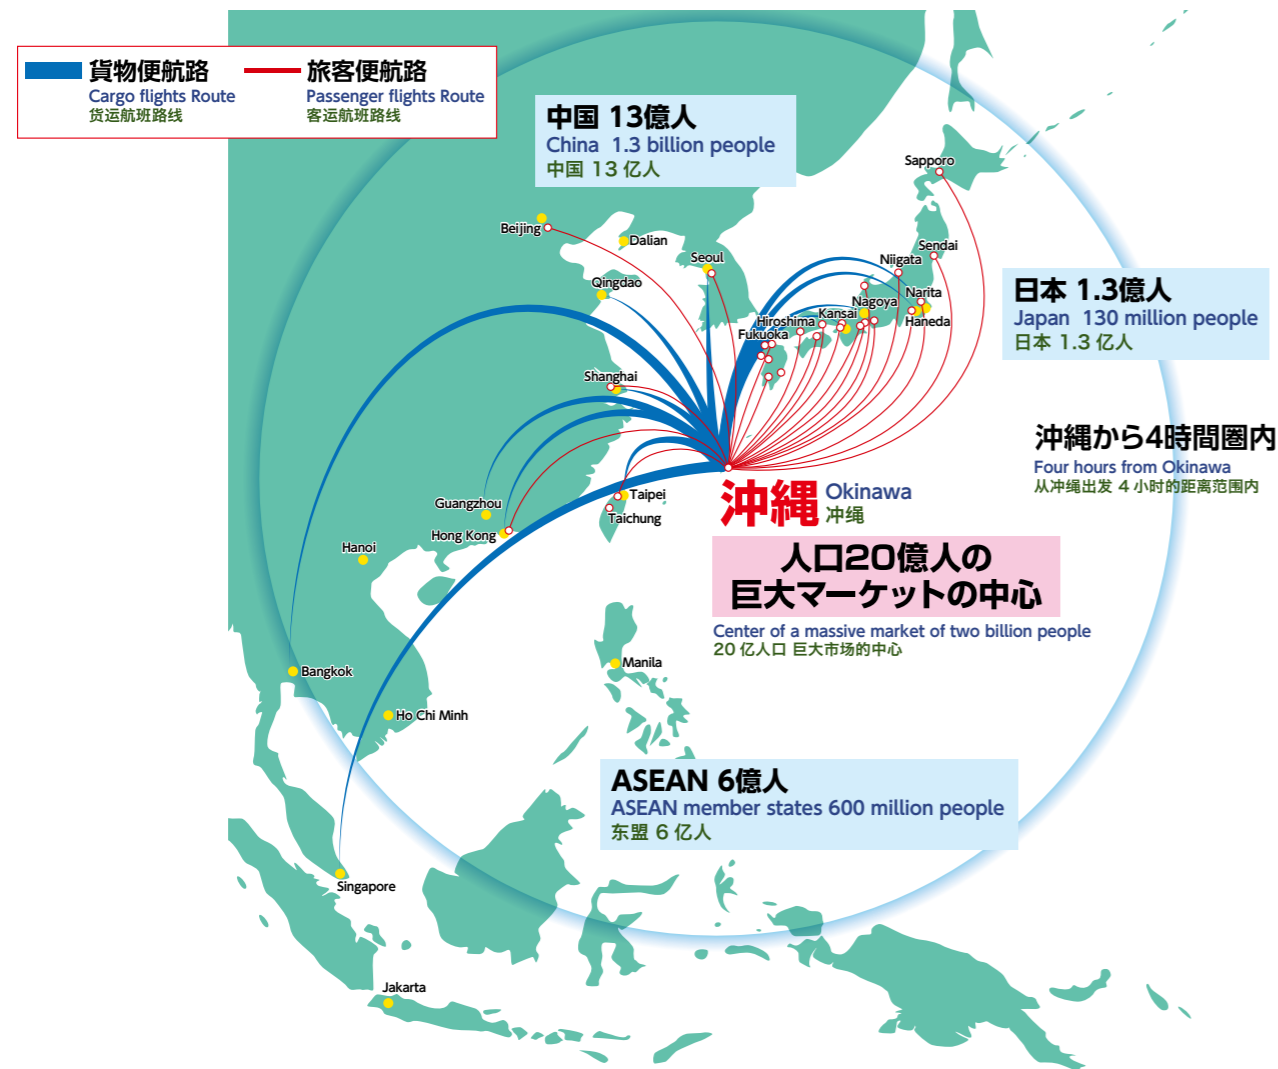 貨物便航路
Cargo flights Route
货运航班路线
旅客便航路
Passenger flights Route
客运航班路线
中国 13億人
China 1.3 billion people
中国 13 亿人
Sapporo
Beijing
Dalian
Seoul
Sendai
Niigata
Qingdao
Narita
Nagoya
Haneda
Kansai
Hiroshima
Fukuoka
日本 1.3億人
Japan 130 million people
日本 1.3 亿人
Shanghai
沖縄から4時間圏内
Four hours from Okinawa
从冲绳出发 4 小时的距离范围内
Guangzhou
Taipei
Taichung
Hong Kong
Hanoi
沖縄
Okinawa
冲绳
人口20億人の
巨大マーケットの中心
Center of a massive market of two billion people
20 亿人口 巨大市场的中心
Bangkok
Manila
Ho Chi Minh
ASEAN 6億人
ASEAN member states 600 million people
东盟 6 亿人
Singapore
Jakarta